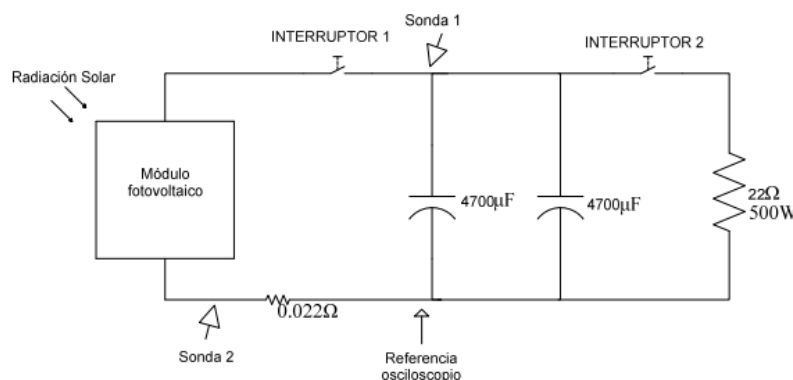 Sonda 1
INTERRUPTOR 1
INTERRUPTOR 2
Radiación Solar
Módulo
fotovoltaico
4700µF
4700µF
22Ω
500W
0.022Ω
Sonda 2
Referencia
osciloscopio